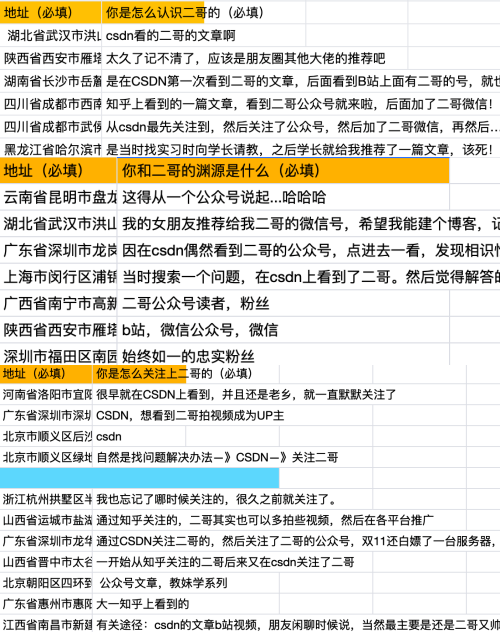 地址（必填） 你是怎么认识二哥的（必填）
湖北省武汉市洪山 csdn看的二哥的文章啊
陕西省西安市雁塔 太久了记不清了，应该是朋友圈其他大佬的推荐吧
湖南省长沙市岳麓 是在CSDN第一次看到二哥的文章，后面看到B站上面有二哥的号，就也
四川省成都市西南 知乎上看到的一篇文章，看到二哥公众号就来啦，后面加了二哥微信！
四川省成都市武侯 从csdn最先关注到，然后关注了公众号，然后加了二哥微信，再然后…
黑龙江省哈尔滨市 是当时找实习时向学长请教，之后学长就给我推荐了一篇文章，该死！
地址（必填） 你和二哥的渊源是什么（必填）
云南省昆明市盘龙 这得从一个公众号说起...哈哈哈
湖北省武汉市洪山 我的女朋友推荐给我二哥的微信号，希望我能建个博客，记
广东省深圳市龙岗 因在csdn偶然看到二哥的公众号，点进去一看，发现相识恨
上海市闵行区浦锦 当时搜索一个问题，在csdn上看到了二哥。然后觉得解答的
广西省南宁市高新 二哥公众号读者，粉丝
陕西省西安市雁塔 b站，微信公众号，微信
深圳市福田区南园 始终如一的忠实粉丝
地址（必填） 你是怎么关注上二哥的（必填）
河南省洛阳市宜阳 很早就在CSDN上看到，并且还是老乡，就一直默默关注了
广东省深圳市深圳 CSDN，想看到二哥拍视频成为UP主
北京市顺义区后沙 csdn
北京市顺义区绿地 自然是找问题解决办法—》CSDN—》关注二哥
浙江杭州拱墅区半 我也忘记了哪时候关注的，很久之前就关注了。
山西省运城市盐湖 通过知乎关注的，二哥其实也可以多拍些视频，然后在各平台推广
广东省深圳市龙华 通过CSDN关注二哥的，然后关注了二哥的公众号，双11还白嫖了一台服务器，
山西省晋中市太谷 一开始从知乎关注的二哥后来又在csdn关注了二哥
北京朝阳区四环到 公众号文章，教妹学系列
广东省惠州市惠阳 大一知乎上看到的
江西省南昌市新建 有关途径：csdn的文章b站视频，朋友闲聊时候说，当然最主要是还是二哥又帅